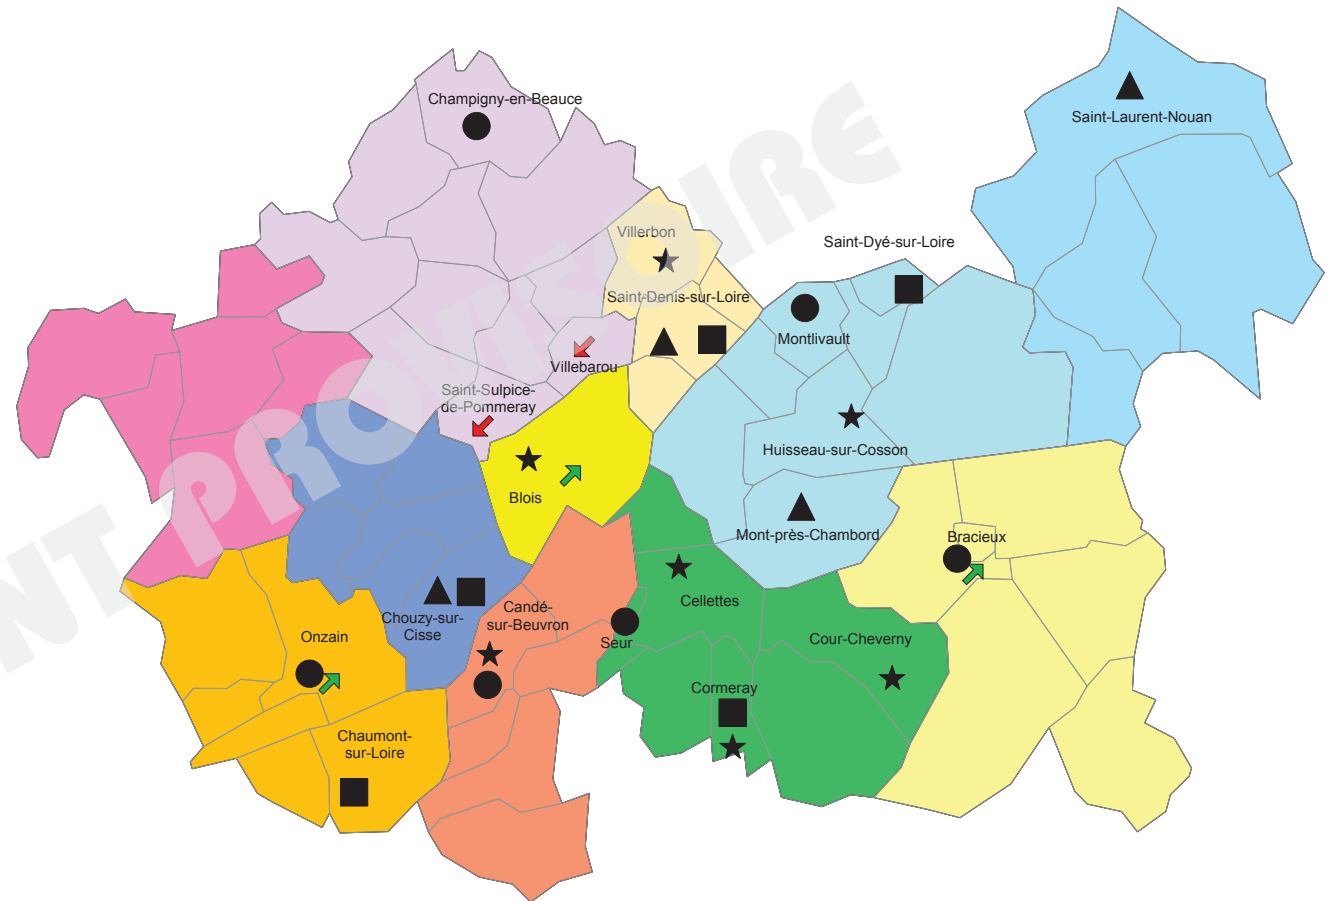 Champigny-en-Beauce
Saint-Laurent-Nouan
Villerbon
Saint-Dyé-sur-Loire
Saint-Denis-sur-Loire
Montlivault
Villebarou
Saint-Sulpice-
de-Pommeray
Huisseau-sur-Cosson
Blois
Mont-près-Chambord
Bracieux
Cellettes
Candé-
sur-Beuvron
Chouzy-sur-
Cisse
Onzain
Seur
Cour-Cheverny
Cormeray
Chaumont-
sur-Loire
NT PROVISOIRE